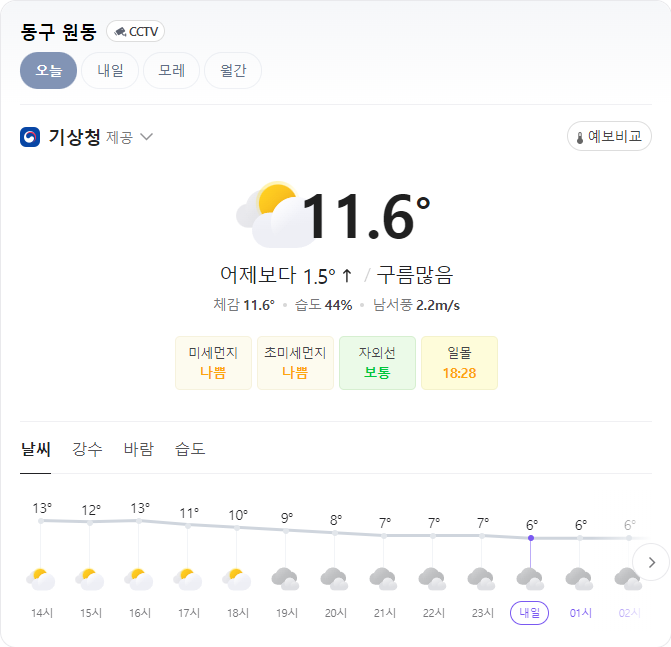 동구 원동 CCTV
오늘 내일 모레 월간
기상청 제공 예보비교
11.6°
어제보다 1.5° ↑ / 구름많음
체감 11.6° 습도 44% 남서풍 2.2m/s
미세먼지 초미세먼지 자외선 일몰
나쁨 나쁨 보통 18:28
날씨 강수 바람 습도
13° 12° 13° 11° 10° 9° 8° 7° 7° 7° 6° 6° 6°
14시 15시 16시 17시 18시 19시 20시 21시 22시 23시 내일 01시 02시